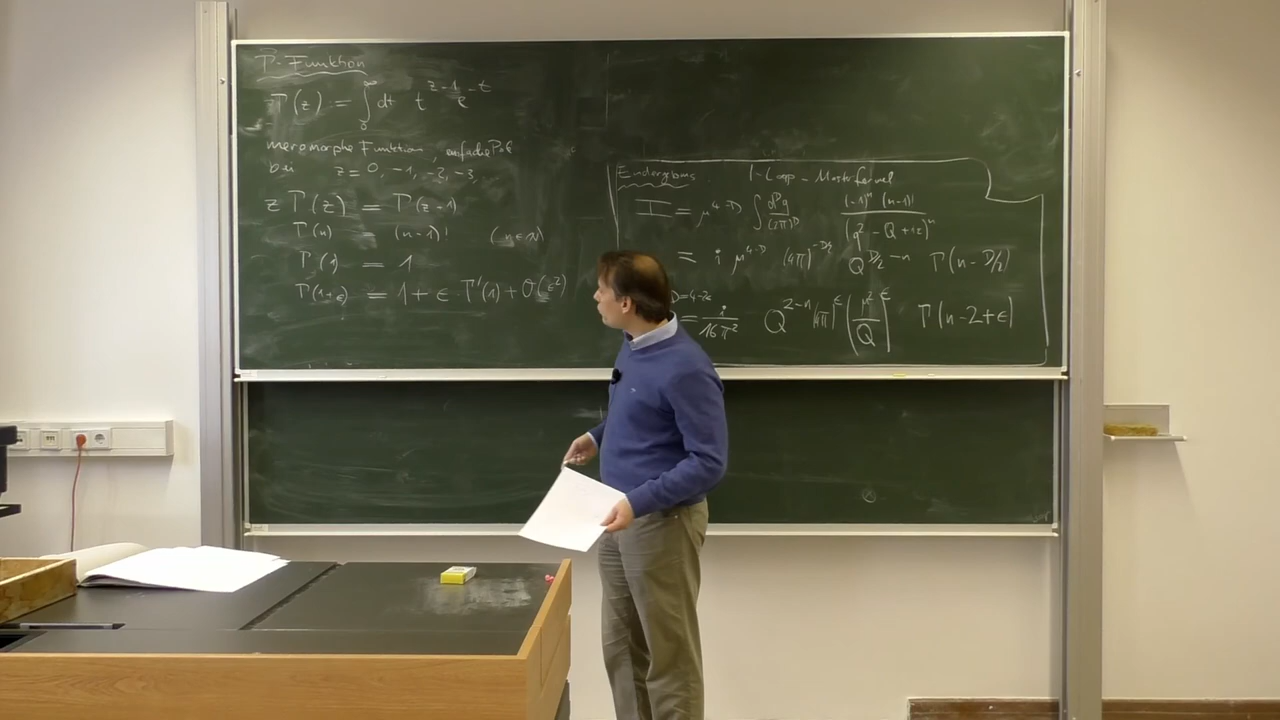 Γ-Funktion
Γ(z) = ∫₀^∞ dt t^{z-1} e^{-t}
meromorphe Funktion, einfache Pole
bei z = 0, -1, -2, -3,
z Γ(z) = Γ(z-1)
Γ(n) = (n-1)! (n∈ℕ)
Γ(1) = 1
Γ(1+ε) = 1 + ε · Γ'(1) + O(ε²)
Endergebnis 1-Loop-Masterformel
I = μ^{4-D} ∫ d^D q/(2π)^D (-1)^n (n-1)!/(q² - Q + iε)^n
= i μ^{4-D} (4π)^{-D/2} Q^{D/2-n} Γ(n-D/2)
D=4-2ε
= i/16π² Q^{2-n} (4π)^ε (μ²/Q)^ε Γ(n-2+ε)